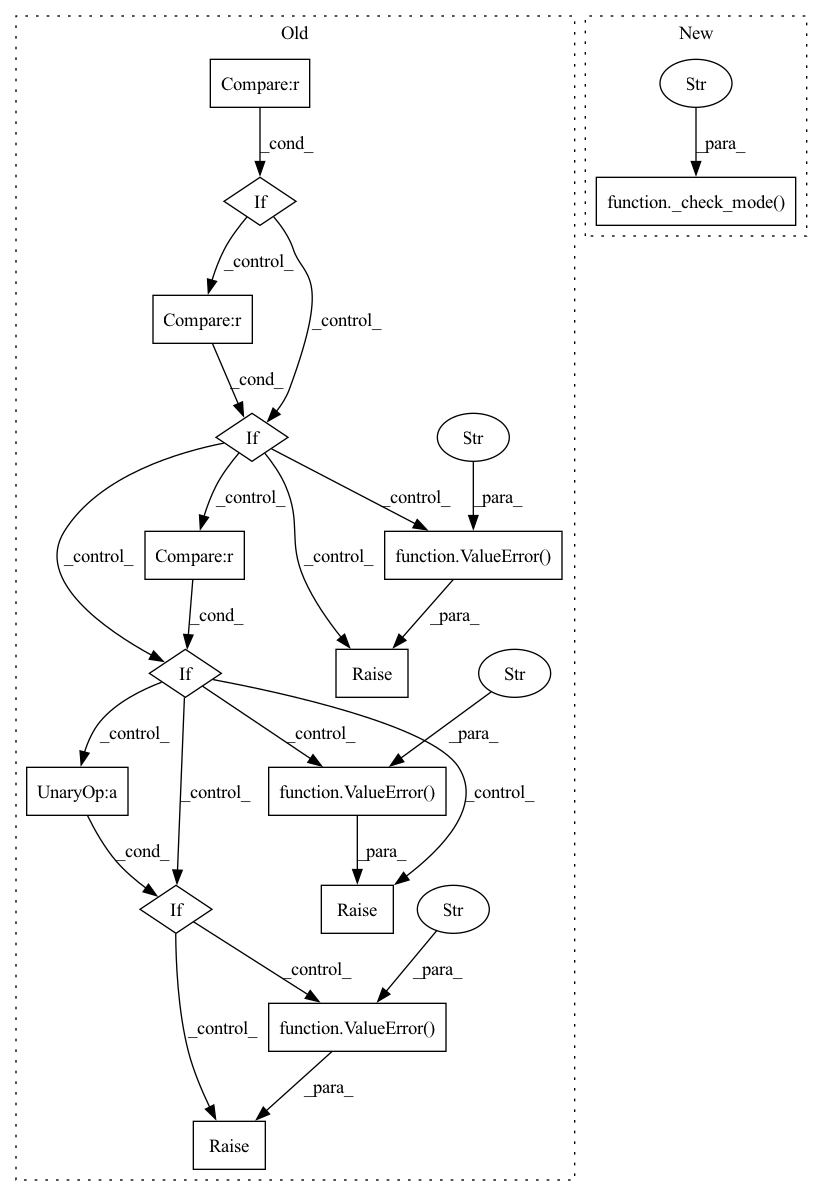 Old
New
Compare:r
Str
_cond_
_para_
If
function._check_mode()
_control_
Compare:r
_control_
_cond_
If
Str
_control_
_control_
_para_
_control_
Compare:r
_control_
function.ValueError()
_cond_
_para_
If
Raise
Str
_control_
_control_
_para_
UnaryOp:a
_control_
function.ValueError()
_control_
_cond_
_para_
If
Raise
Str
_control_
_para_
_control_
function.ValueError()
_para_
Raise